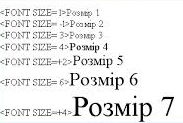 <FONT SIZE=1>Розмір 1
<FONT SIZE=-1>Розмір 2
<FONT SIZE=3>Розмір 3
<FONT SIZE= 4>Розмір 4
<FONT SIZE=+2>Розмір 5
<FONT SIZE= 6>Розмір 6
<FONT SIZE=+4>Розмір 7